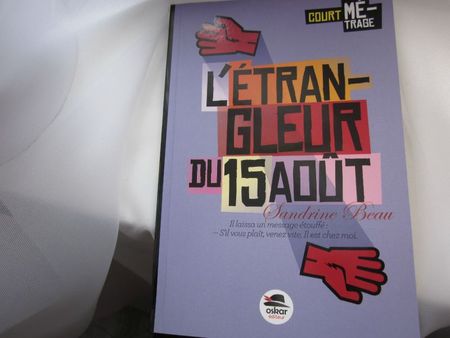 COURT MÉ-
TRAGE
L'ÉTRAN-
GLEUR
DU 15 AOÛT
Sandrine Beau
Il laissa un message étouffé :
– S'il vous plaît, venez vite. Il est chez moi.
oskar
éditeur